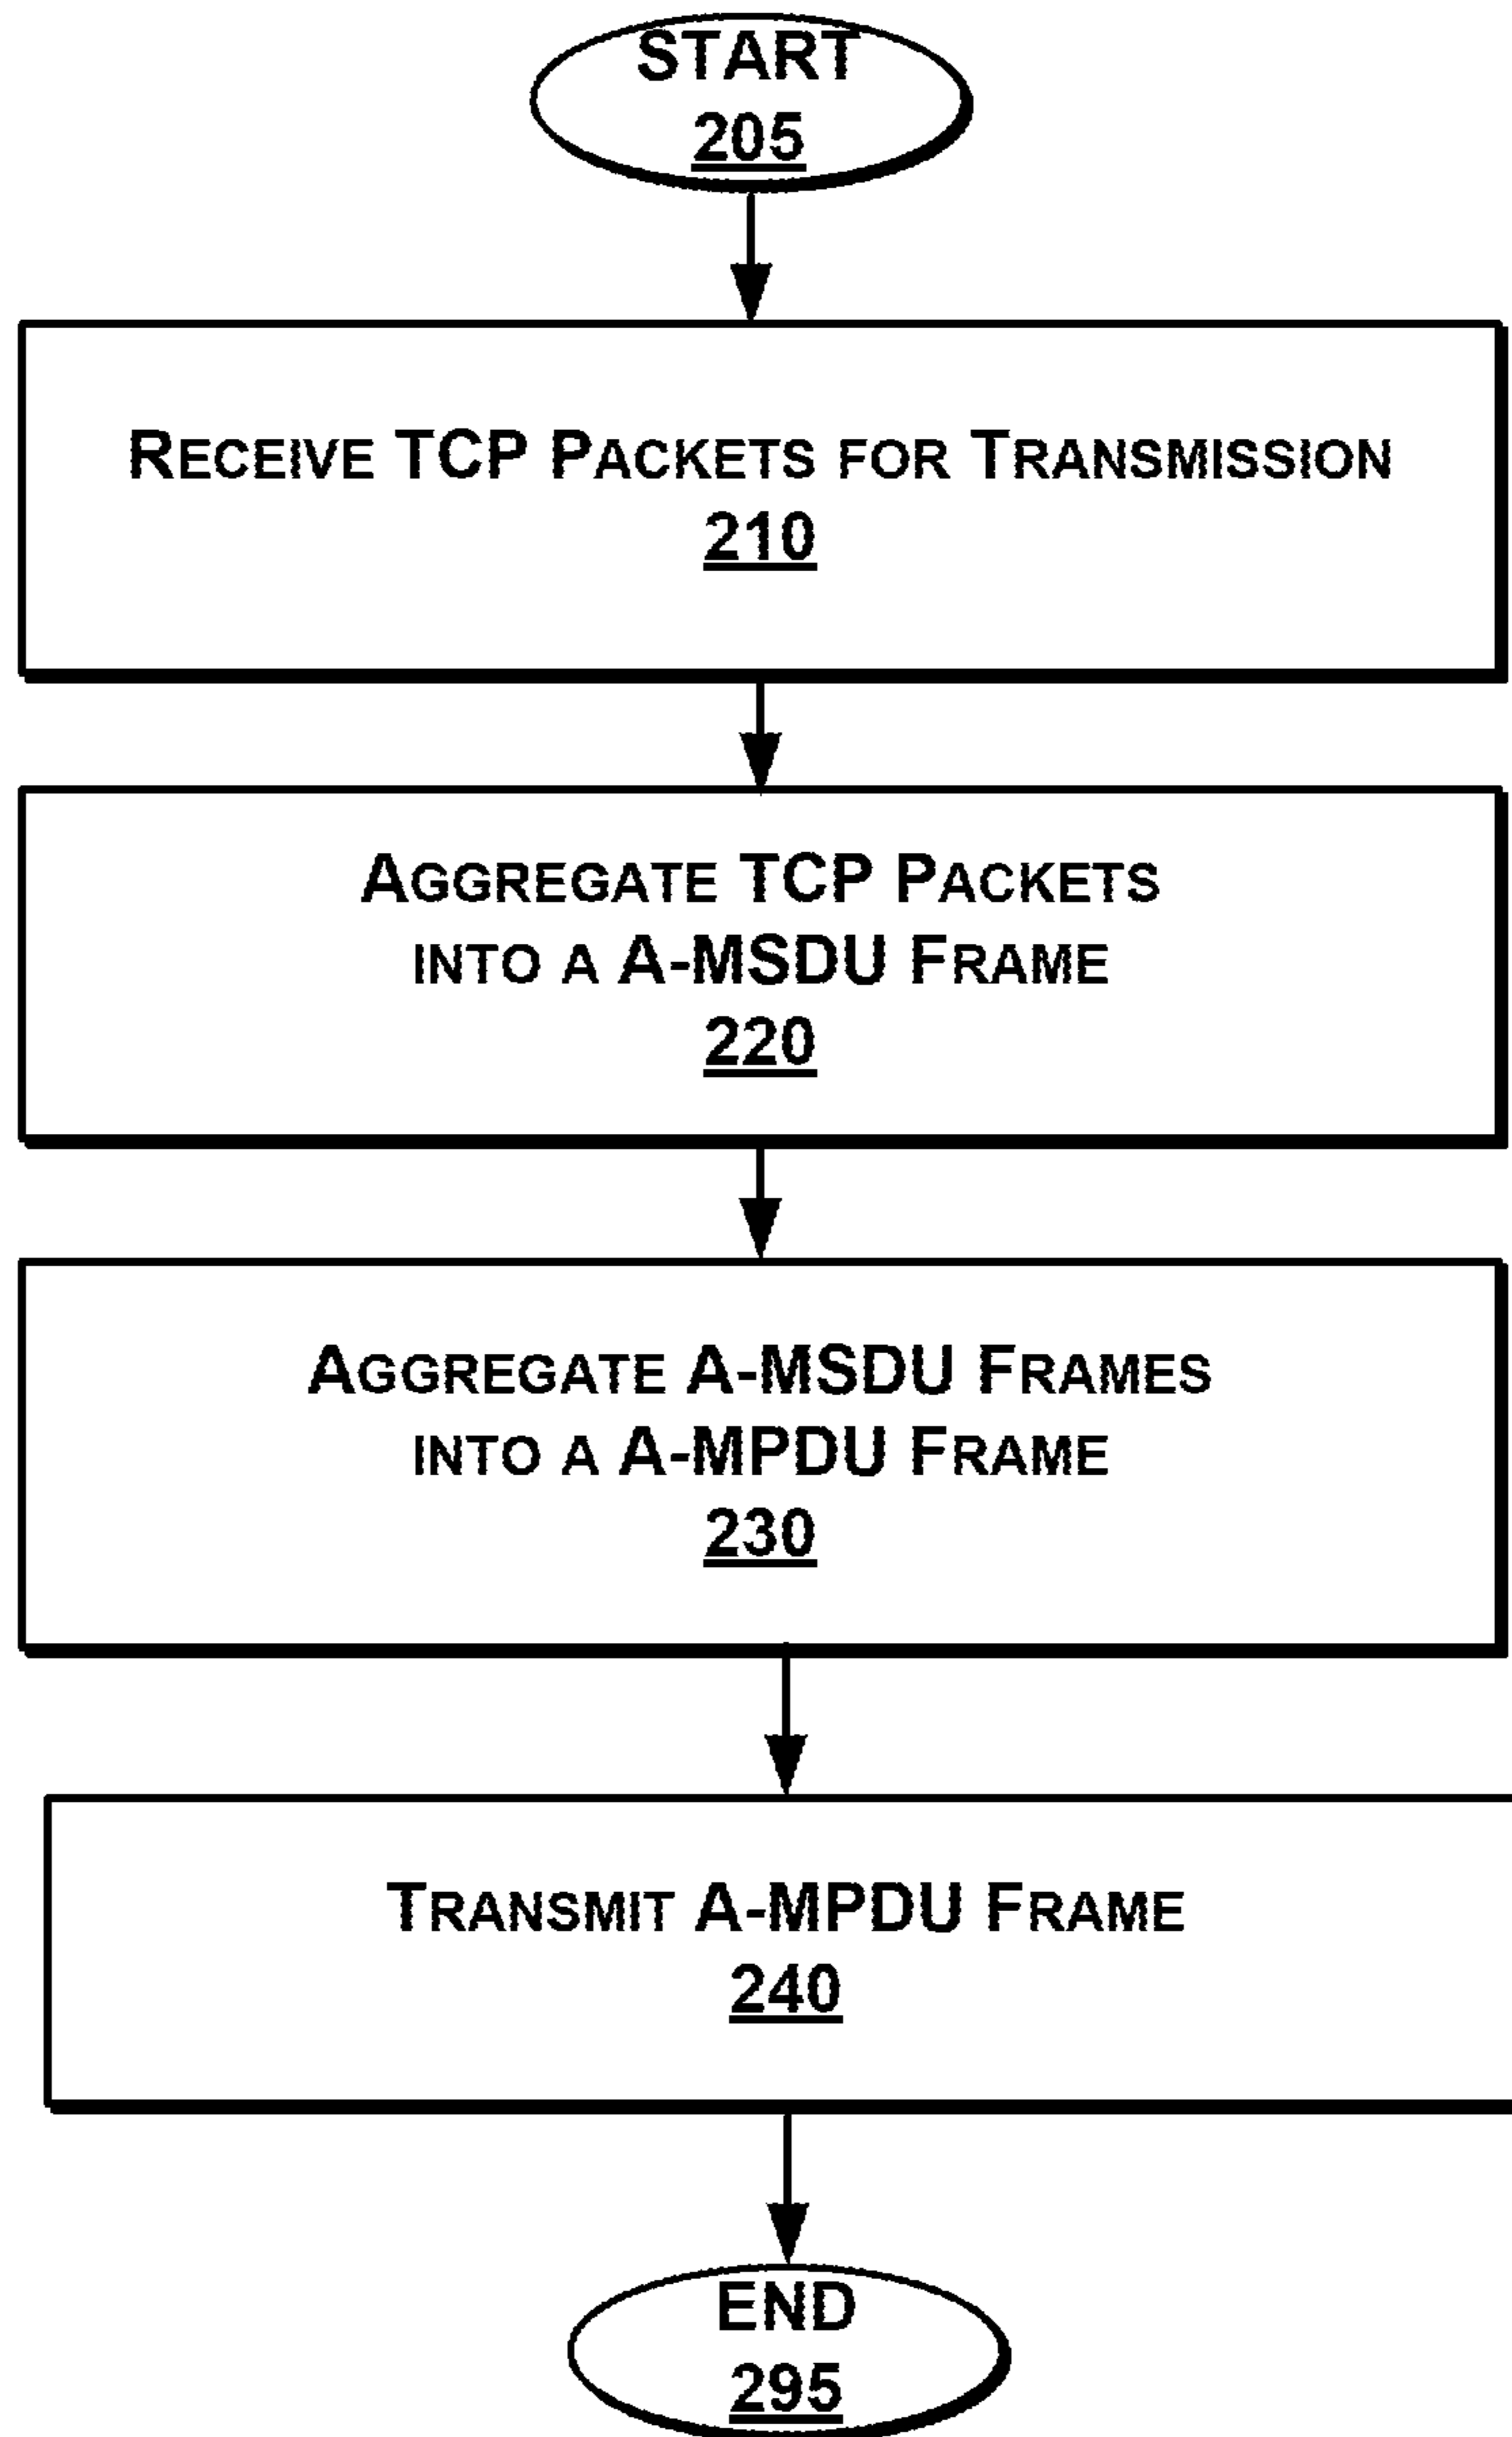 START
205
RECEIVE TCP PACKETS FOR TRANSMISSION
210
AGGREGATE TCP PACKETS
INTO A A-MSDU FRAME
220
AGGREGATE A-MSDU FRAMES
INTO A A-MPDU FRAME
230
TRANSMIT A-MPDU FRAME
240
END
295